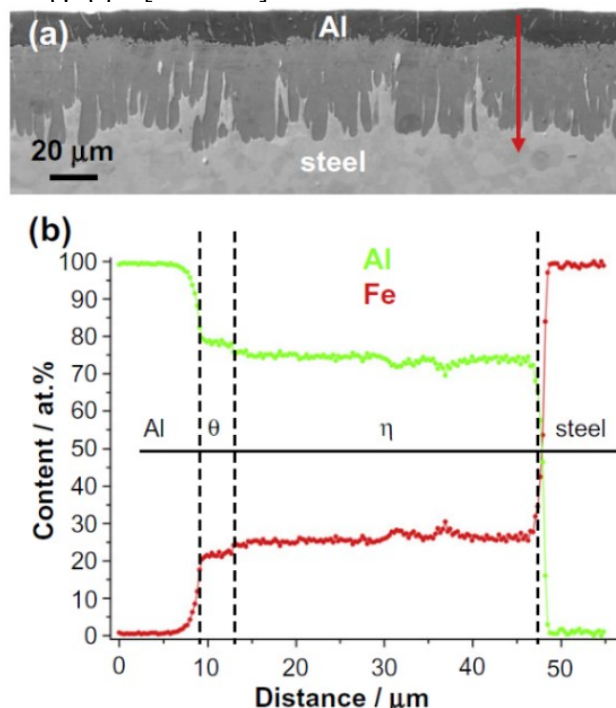 (a)
Al
20 μm
steel
(b)
Al
Fe
100
90
80
70
60
50
40
30
20
10
0
Al θ η steel
Content / at.%
0 10 20 30 40 50
Distance / μm